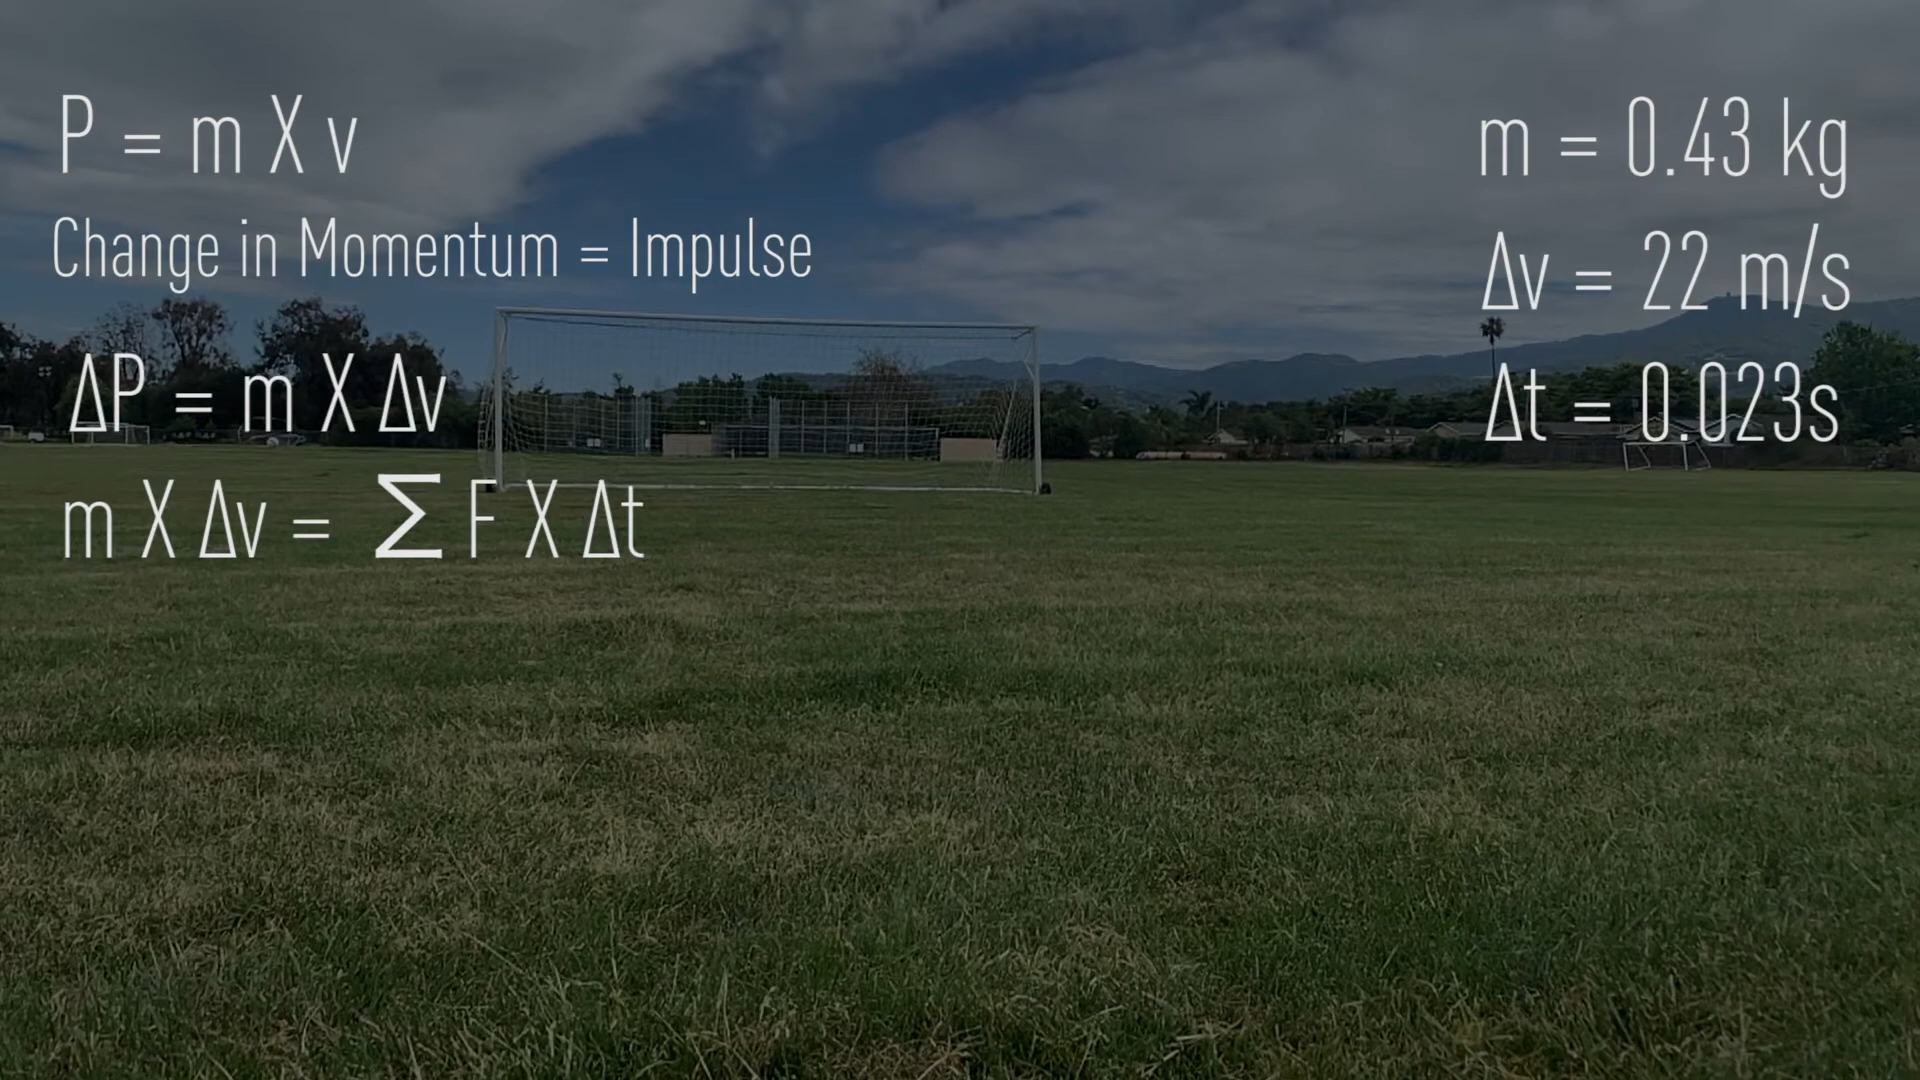 P = m X v
Change in Momentum = Impulse
ΔP = m X Δv
m X Δv = Σ F X Δt
m = 0.43 kg
Δv = 22 m/s
Δt = 0.023s